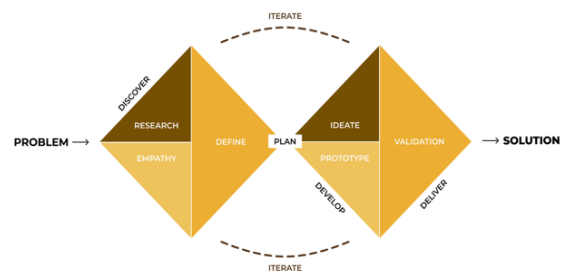 ITERATE
DISCOVER
RESEARCH
EMPATHY
PROBLEM →
DEFINE
PLAN
IDEATE
PROTOTYPE
VALIDATION
→ SOLUTION
DEVELOP
DELIVER
ITERATE